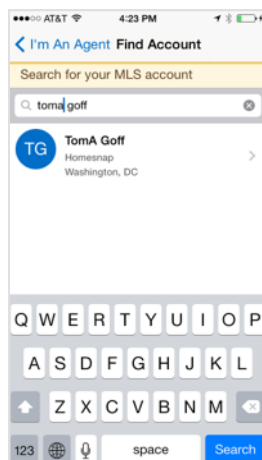 AT&T 4:23 PM
I'm An Agent Find Account
Search for your MLS account
toma goff
TG
TomA Goff
Homesnap
Washington, DC
Q W E R T Y U I O P
A S D F G H J K L
Z X C V B N M
123 space Search